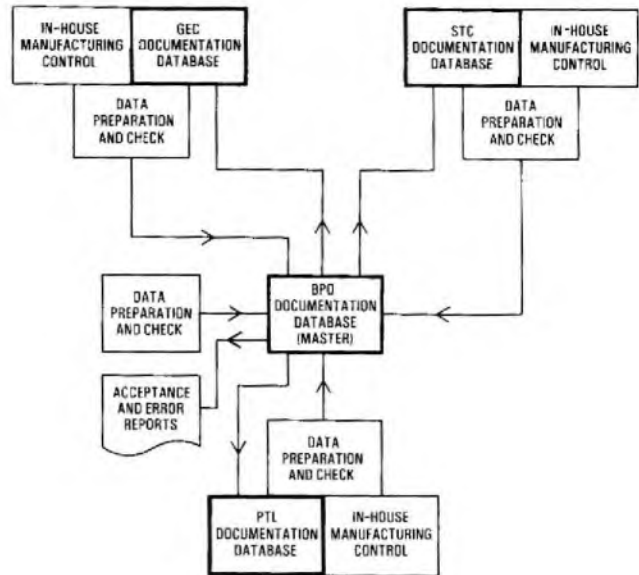 IN-HOUSE
MANUFACTURING
CONTROL
GEC
DOCUMENTATION
DATABASE
DATA
PREPARATION
AND CHECK
STC
DOCUMENTATION
DATABASE
IN-HOUSE
MANUFACTURING
CONTROL
DATA
PREPARATION
AND CHECK
DATA
PREPARATION
AND CHECK
BPO
DOCUMENTATION
DATABASE
(MASTER)
ACCEPTANCE
AND ERROR
REPORTS
DATA
PREPARATION
AND CHECK
PTL
DOCUMENTATION
DATABASE
IN-HOUSE
MANUFACTURING
CONTROL